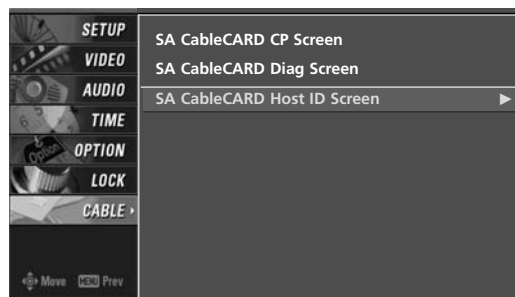 SETUP
VIDEO
AUDIO
TIME
OPTION
LOCK
CABLE
SA CableCARD CP Screen
SA CableCARD Diag Screen
SA CableCARD Host ID Screen
Move MENU Prev